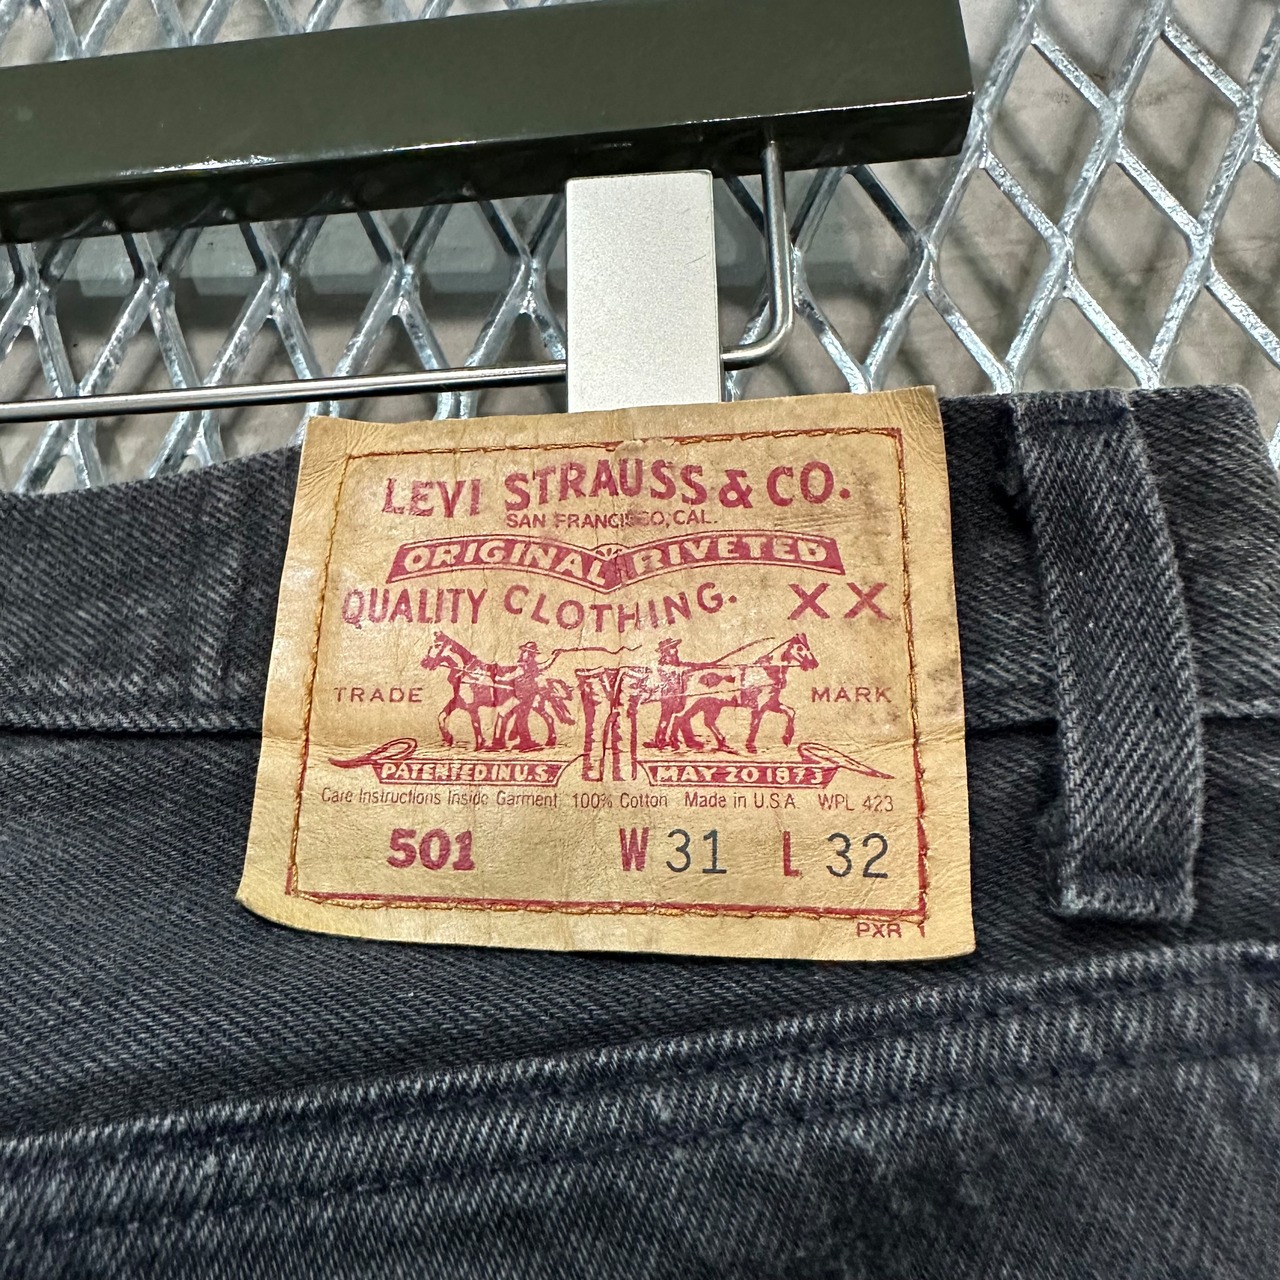 LEVI STRAUSS & CO.
SAN FRANCISCO, CAL.
ORIGINAL RIVETED
QUALITY CLOTHING. XX
TRADE MARK
PATENTED IN U.S. MAY 20 1873
Care Instructions Inside Garment 100% Cotton Made in U.S.A. WPL 423
501 W 31 L 32
PXR 1